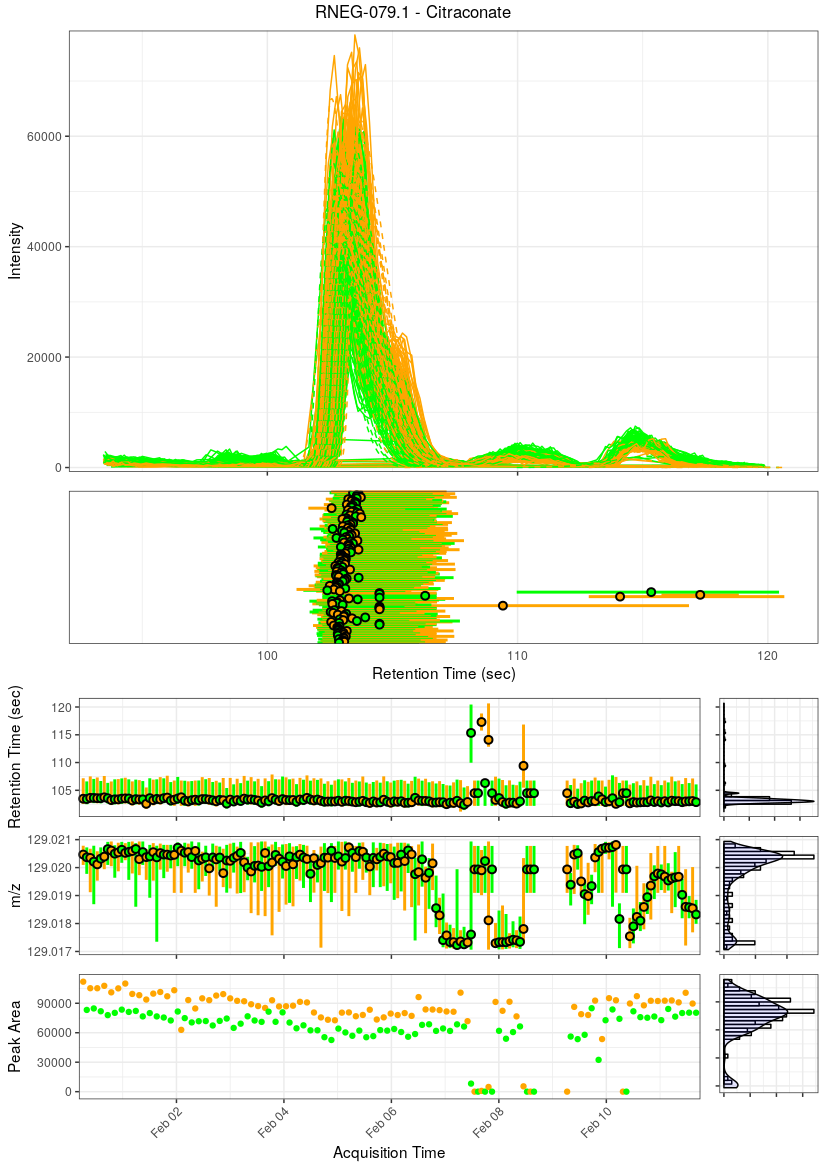 RNEG-079.1 - Citraconate
Intensity
60000
40000
20000
0
100
110
120
Retention Time (sec)
Retention Time (sec)
120
115
110
105
m/z
129.021
129.020
129.019
129.018
129.017
Peak Area
90000
60000
30000
0
Feb 02
Feb 04
Feb 06
Feb 08
Feb 10
Acquisition Time